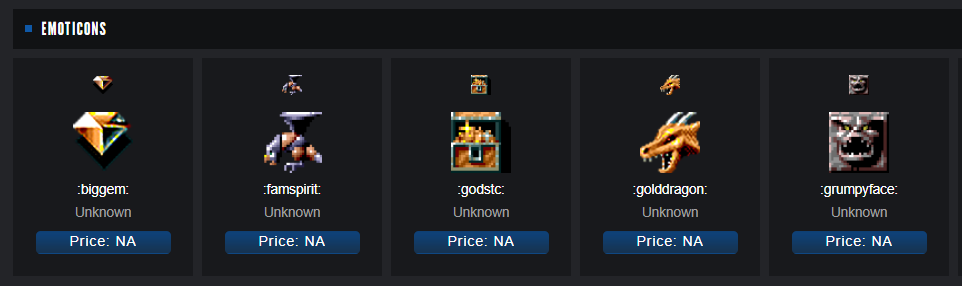 EMOTICONS
:biggem:
Unknown
Price: NA
:famspirit:
Unknown
Price: NA
:godstc:
Unknown
Price: NA
:golddragon:
Unknown
Price: NA
:grumpyface:
Unknown
Price: NA